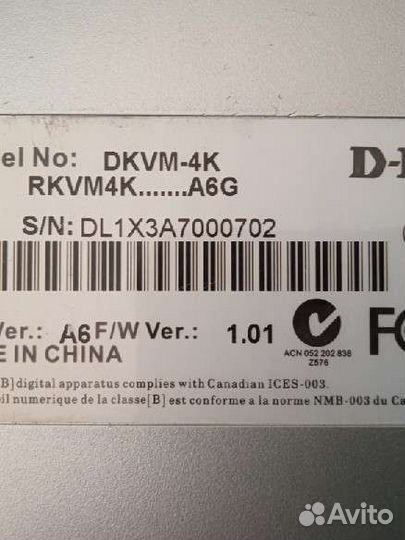 el No: DKVM-4K
RKVM4K.......A6G
D-
S/N: DL1X3A7000702
Ver.: A6 F/W Ver.: 1.01
E IN CHINA
ACN 052 202 838
Z576
FC
[B] digital apparatus complies with Canadian ICES-003.
eil numerique de la classe[B] est conforme a la norme NMB-003 du Ca
Avito